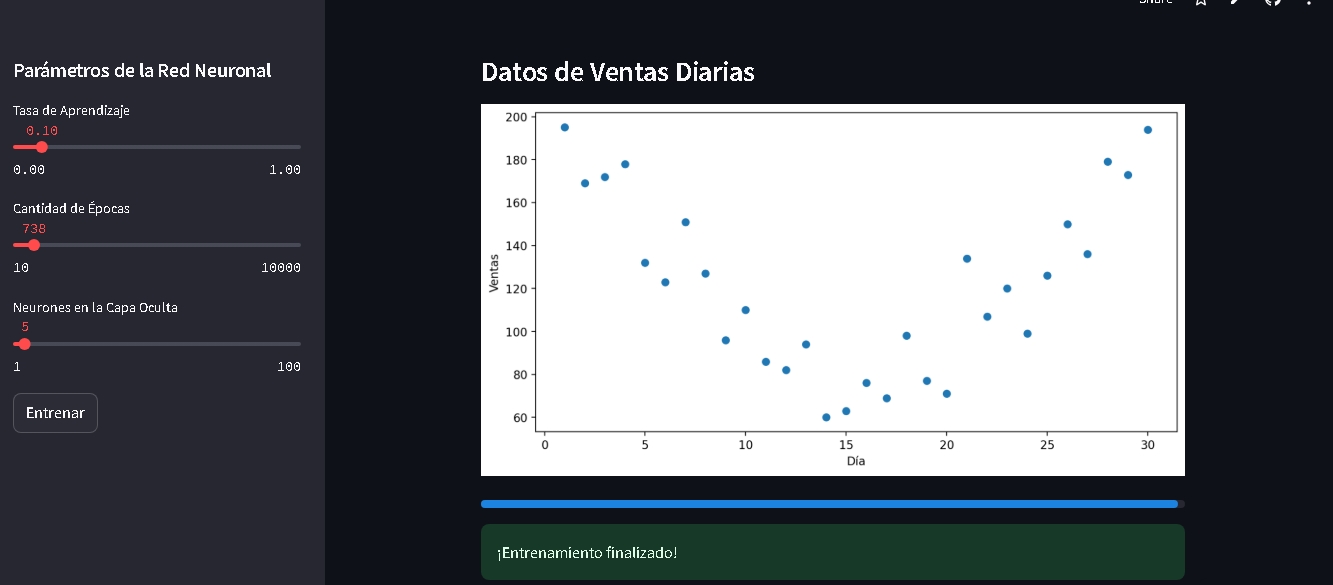 Share
Parámetros de la Red Neuronal
Tasa de Aprendizaje
0.10
0.00 1.00
Cantidad de Épocas
738
10 10000
Neurones en la Capa Oculta
5
1 100
Entrenar
Datos de Ventas Diarias
200
180
160
140
120
100
80
60
Ventas
0 5 10 15 20 25 30
Día
¡Entrenamiento finalizado!